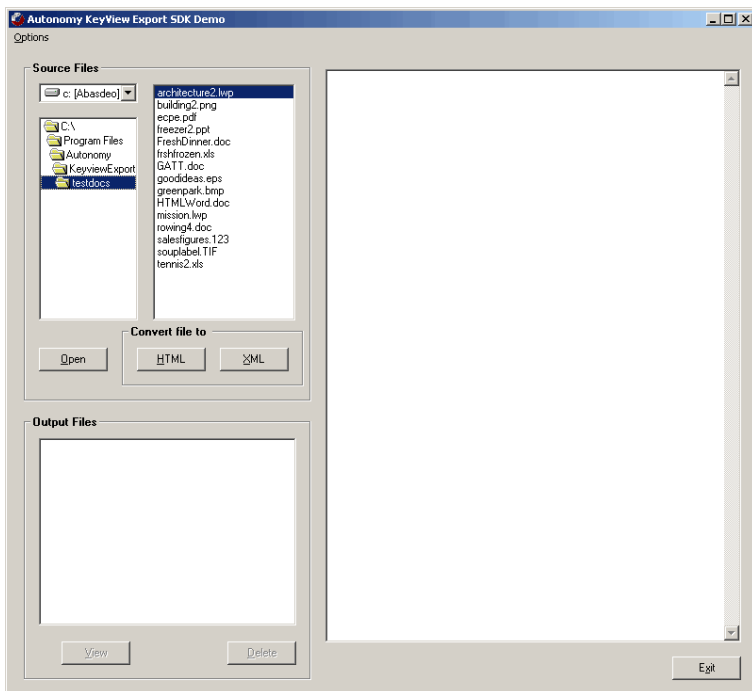 Autonomy KeyView Export SDK Demo
Options
Source Files
c: [Abasdeo]
C:\
Program Files
Autonomy
KeyviewExport
testdocs
architecture2.lwp
building2.png
ecpe.pdf
freezer2.ppt
FreshDinner.doc
frshfrozen.xls
GATT.doc
goodideas.eps
greenpark.bmp
HTMLWord.doc
mission.lwp
rowing4.doc
salesfigures.123
souplabel.TIF
tennis2.xls
Convert file to
Open
HTML
XML
Output Files
View
Delete
Exit